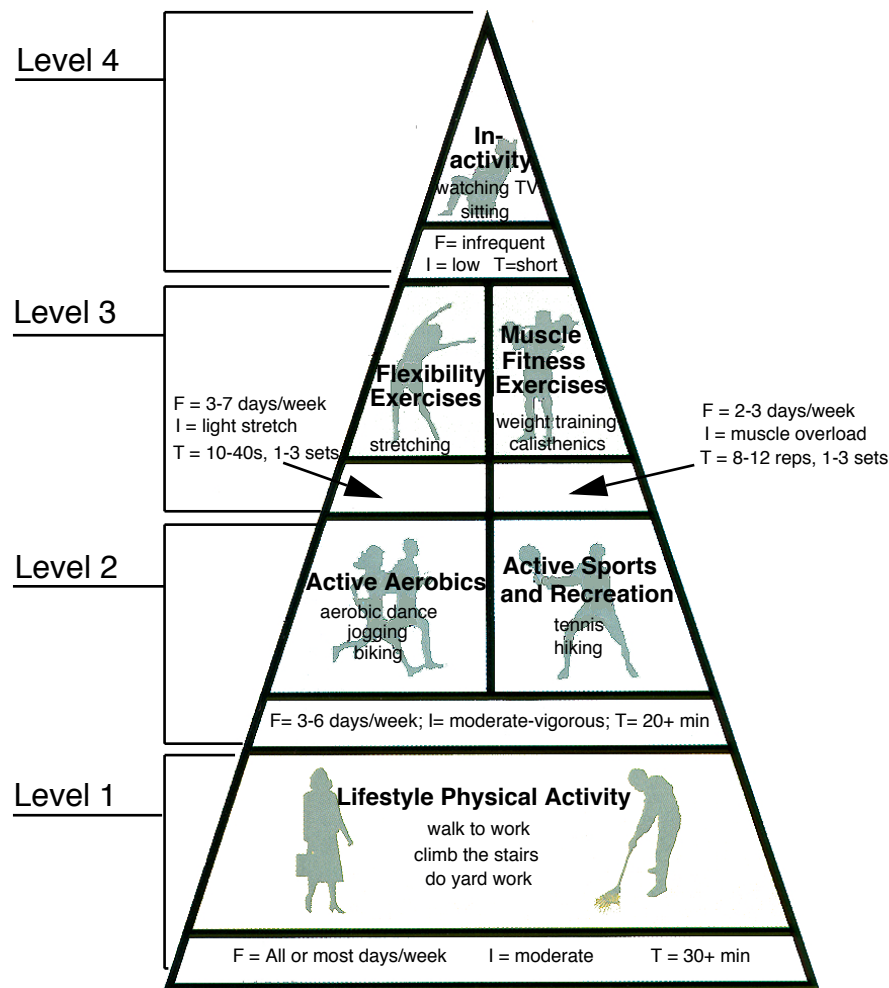 Level 4
In-
activity
watching TV
sitting
F= infrequent
I = low T=short
Level 3
Flexibility
Exercises
stretching
Muscle
Fitness
Exercises
weight training
calisthenics
F = 3-7 days/week
I = light stretch
T = 10-40s, 1-3 sets
F = 2-3 days/week
I = muscle overload
T = 8-12 reps, 1-3 sets
Level 2
Active Aerobics
aerobic dance
jogging
biking
Active Sports
and Recreation
tennis
hiking
F= 3-6 days/week; I= moderate-vigorous; T= 20+ min
Level 1
Lifestyle Physical Activity
walk to work
climb the stairs
do yard work
F = All or most days/week I = moderate T = 30+ min